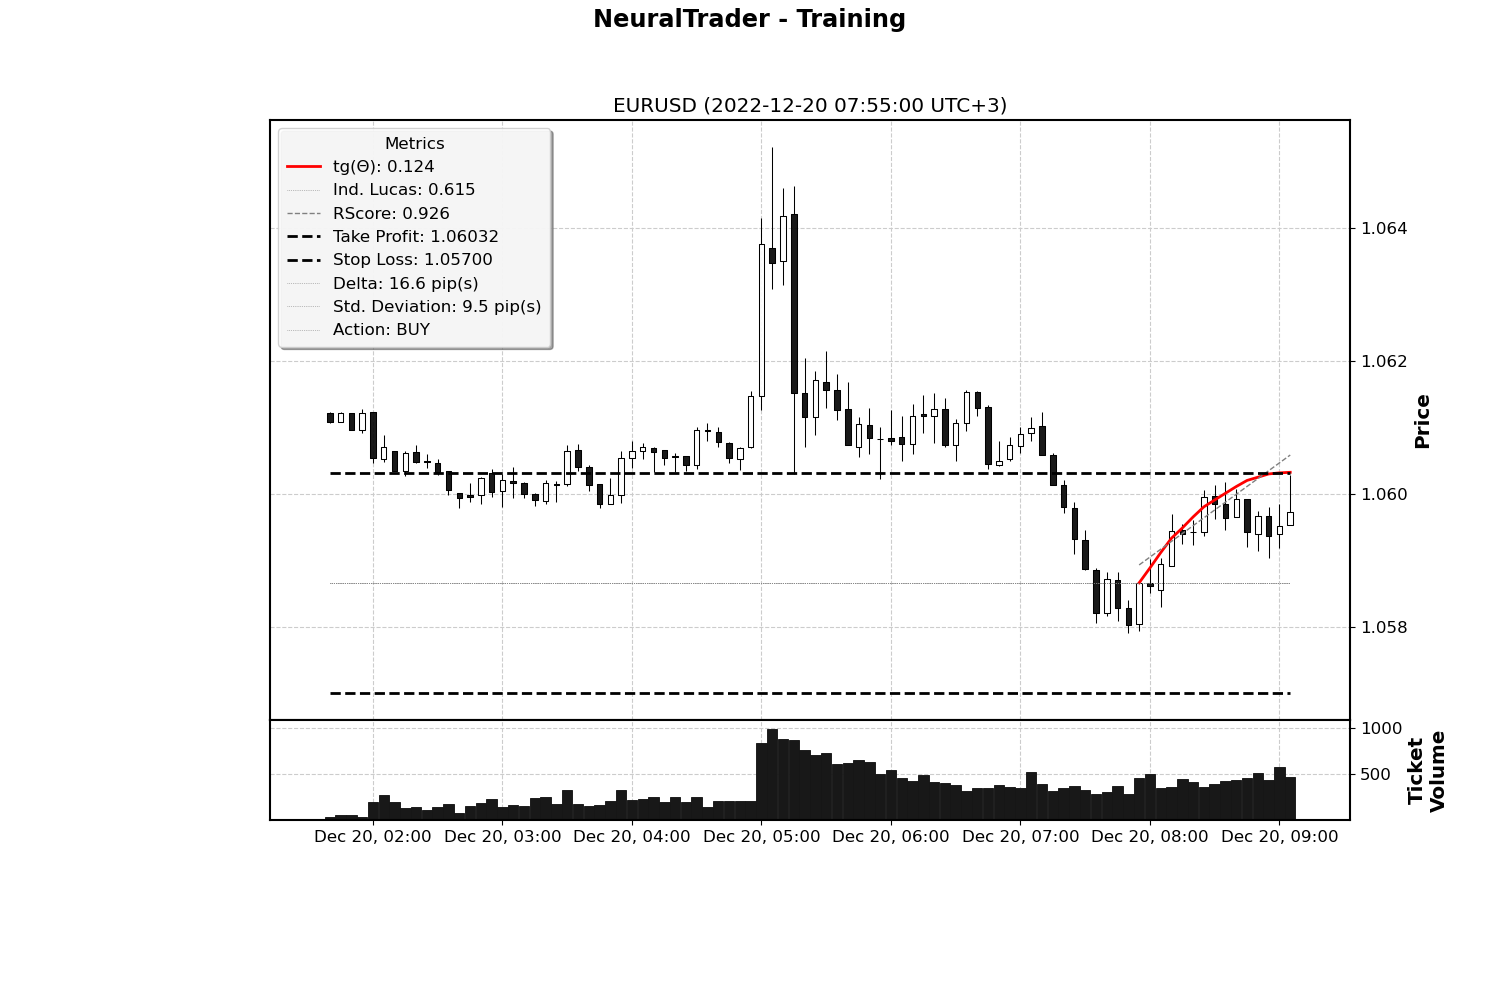 NeuralTrader - Training
EURUSD (2022-12-20 07:55:00 UTC+3)
Metrics
tg(Θ): 0.124
Ind. Lucas: 0.615
RScore: 0.926
Take Profit: 1.06032
Stop Loss: 1.05700
Delta: 16.6 pip(s)
Std. Deviation: 9.5 pip(s)
Action: BUY
1.064
1.062
1.060
1.058
Price
1000
500
Ticket
Volume
Dec 20, 02:00 Dec 20, 03:00 Dec 20, 04:00 Dec 20, 05:00 Dec 20, 06:00 Dec 20, 07:00 Dec 20, 08:00 Dec 20, 09:00